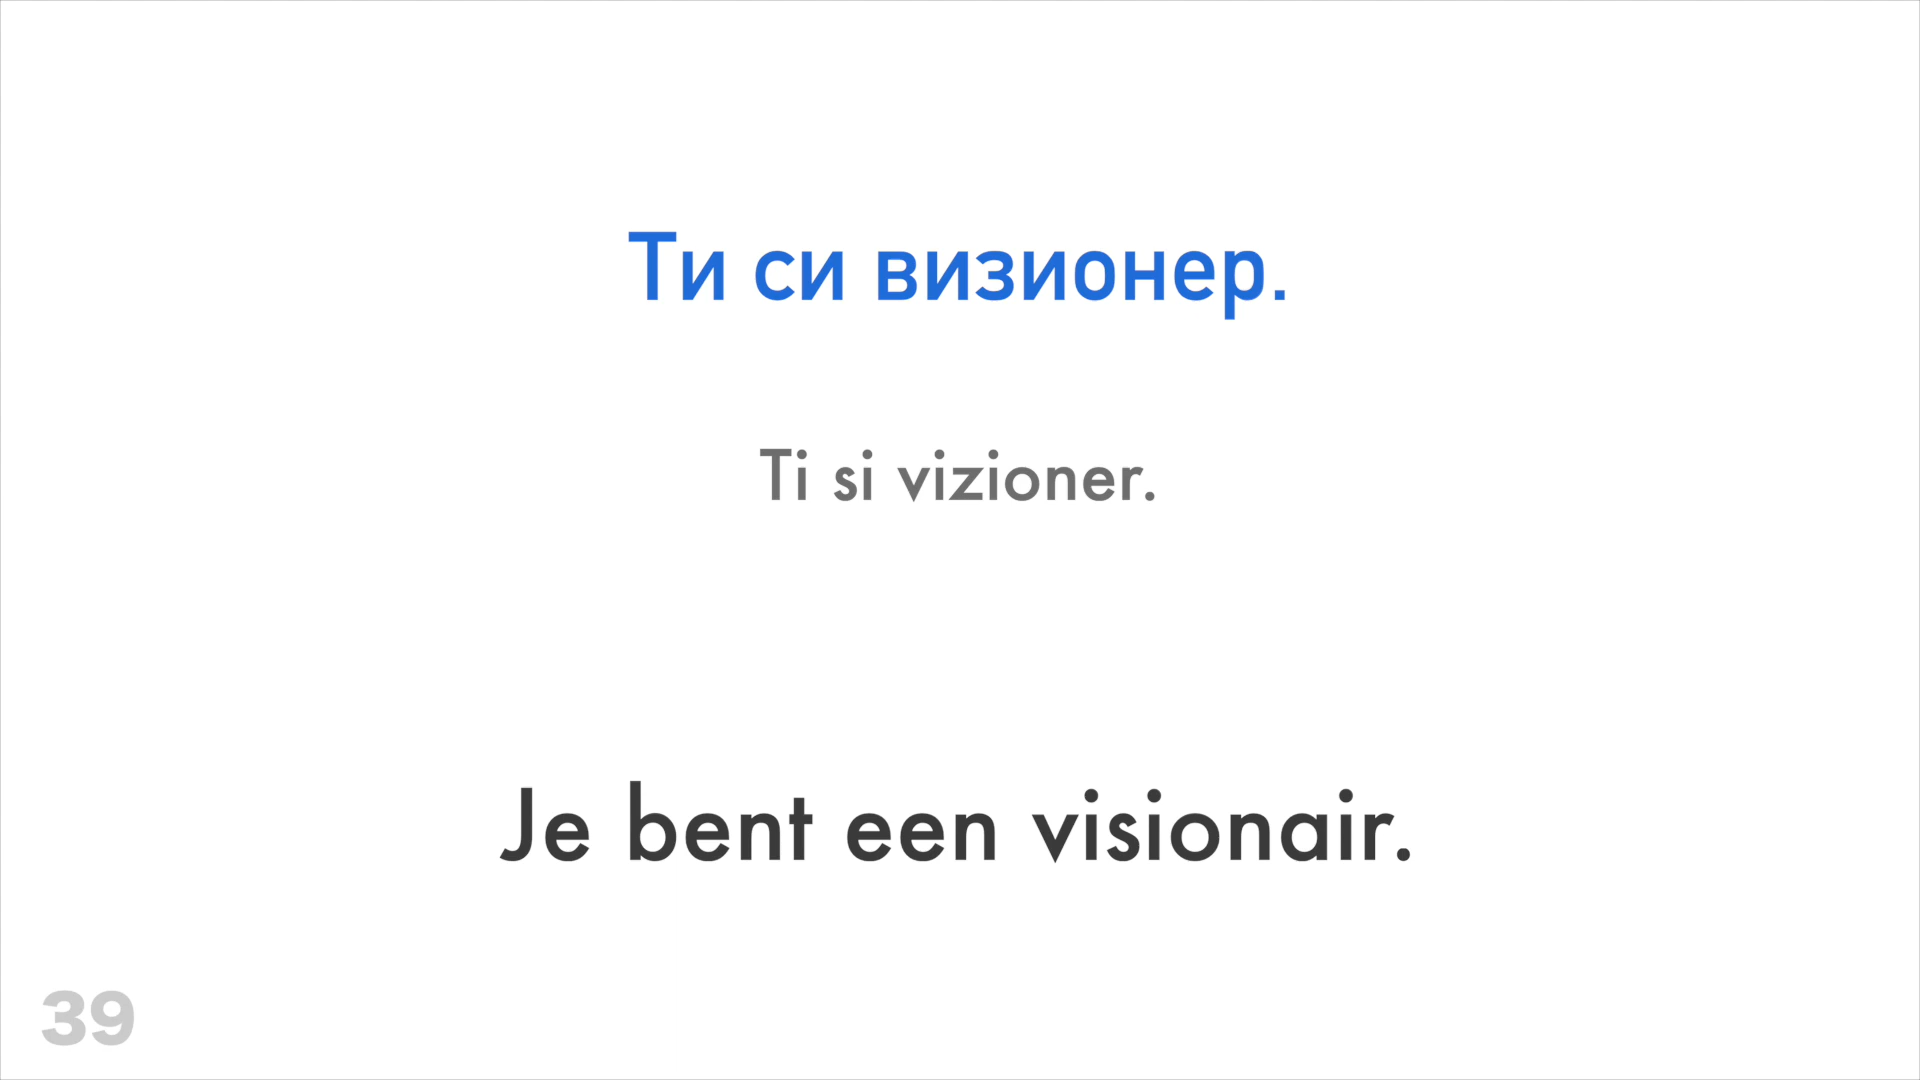 Ти си визионер.
Ti si vizioner.
Je bent een visionair.
39